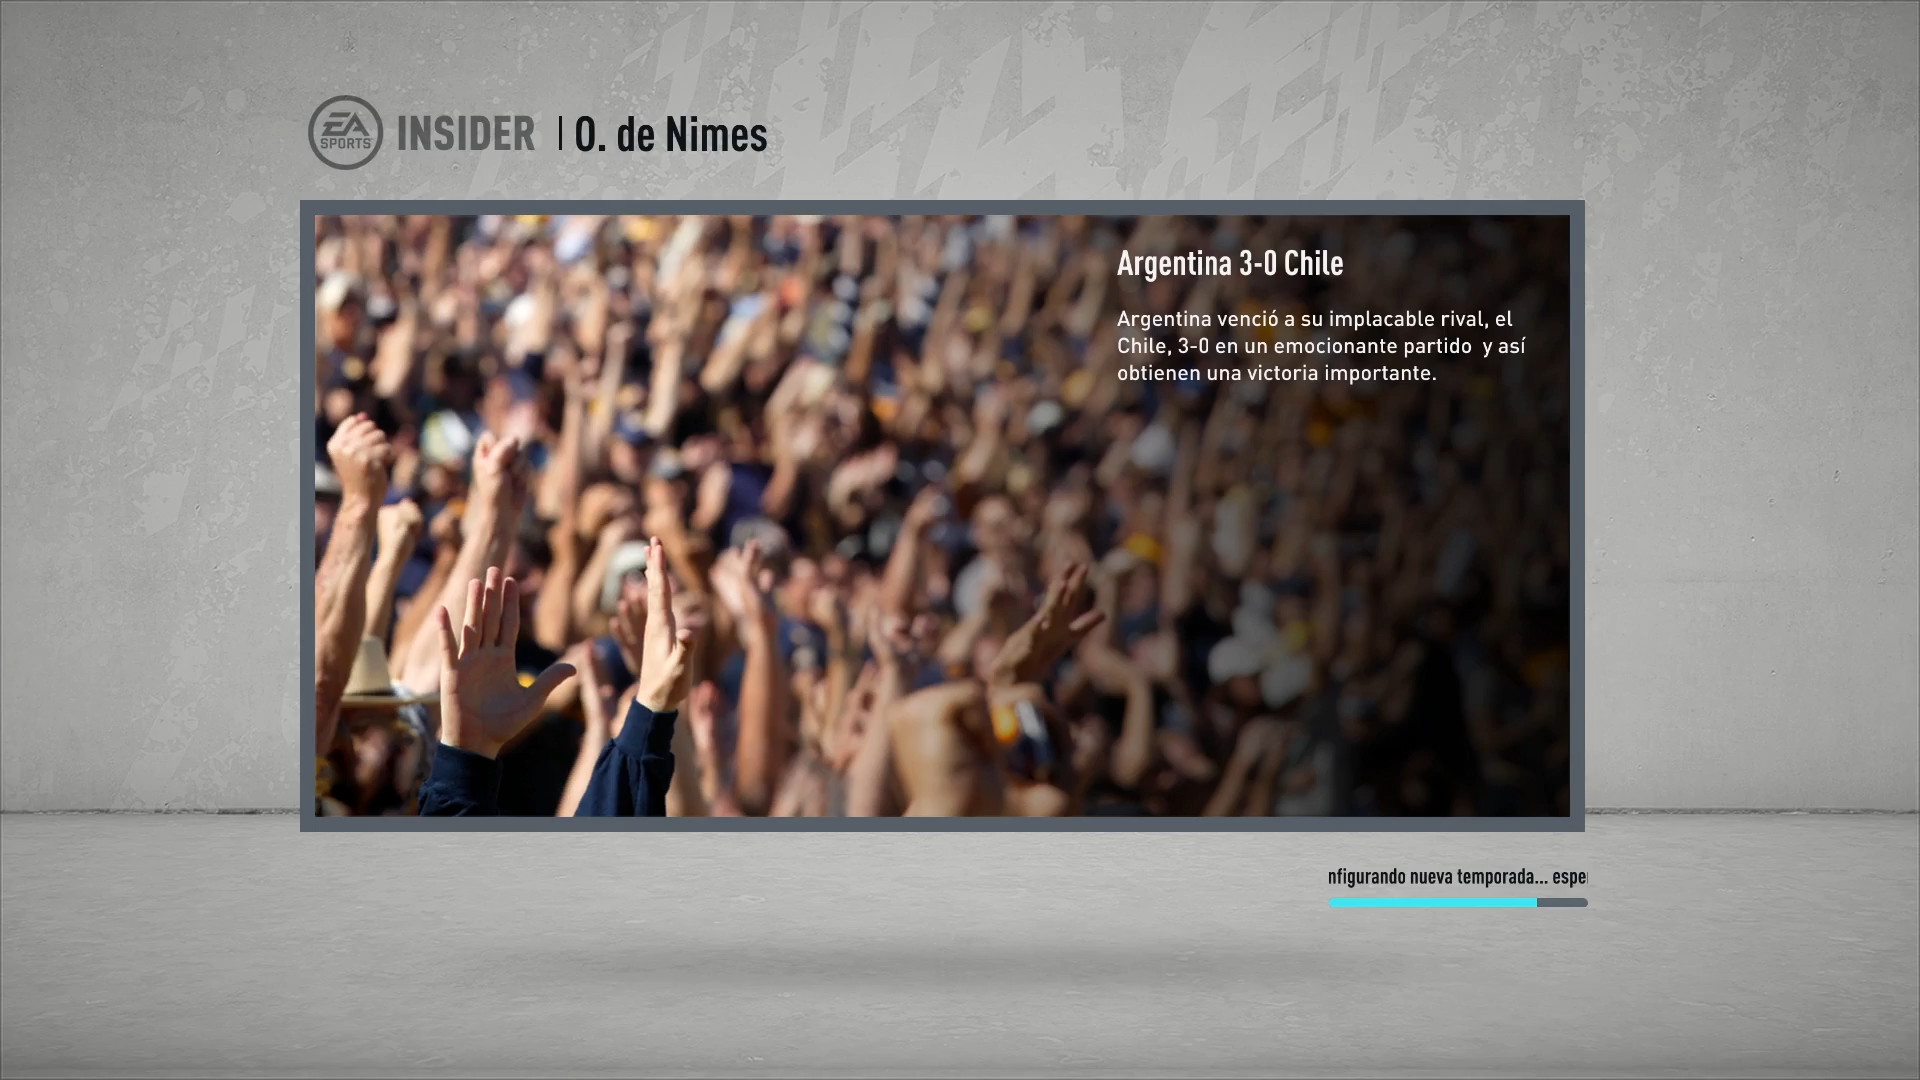 EA
SPORTS
INSIDER | O. de Nimes
Argentina 3-0 Chile
Argentina venció a su implacable rival, el
Chile, 3-0 en un emocionante partido y así
obtienen una victoria importante.
nfigurando nueva temporada... espe